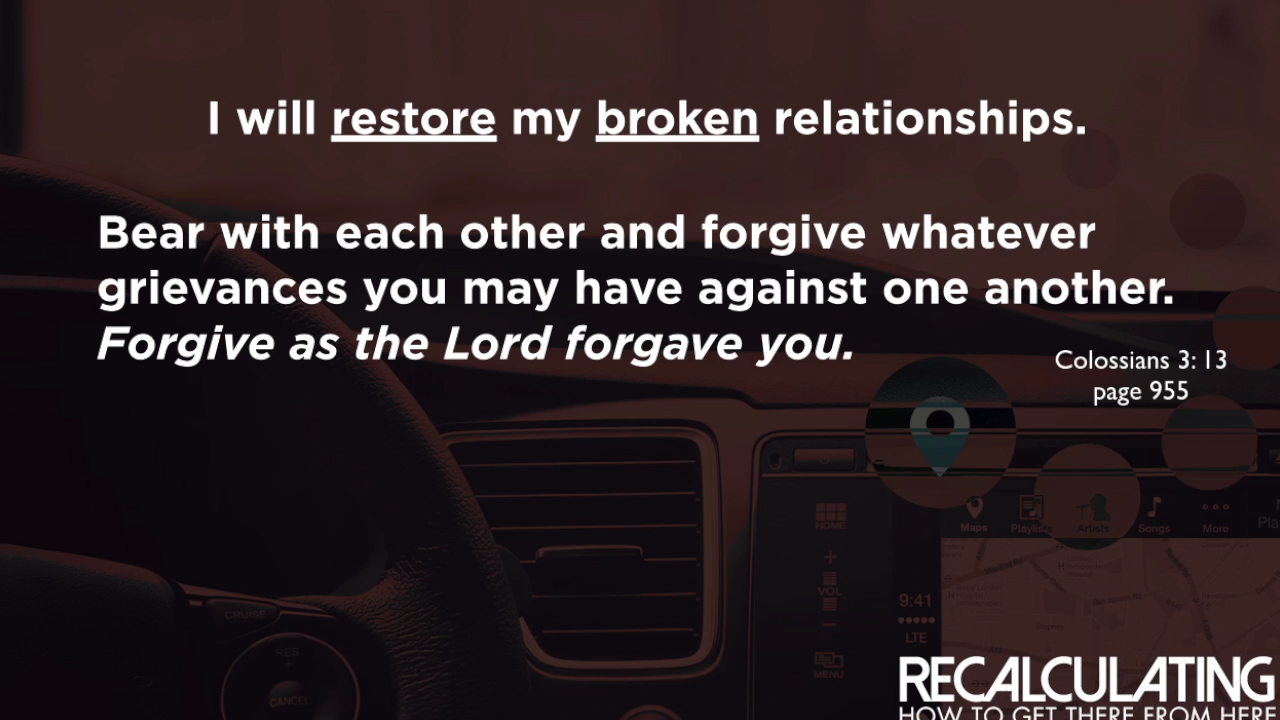 I will restore my broken relationships.
Bear with each other and forgive whatever
grievances you may have against one another.
Forgive as the Lord forgave you.
Colossians 3: 13
page 955
Maps Playlists Artists Songs More
HOME
+
VOL
−
MENU
9:41
LTE
CRUISE
RES
+
CANCEL
RECALCULATING
HOW TO GET THERE FROM HERE